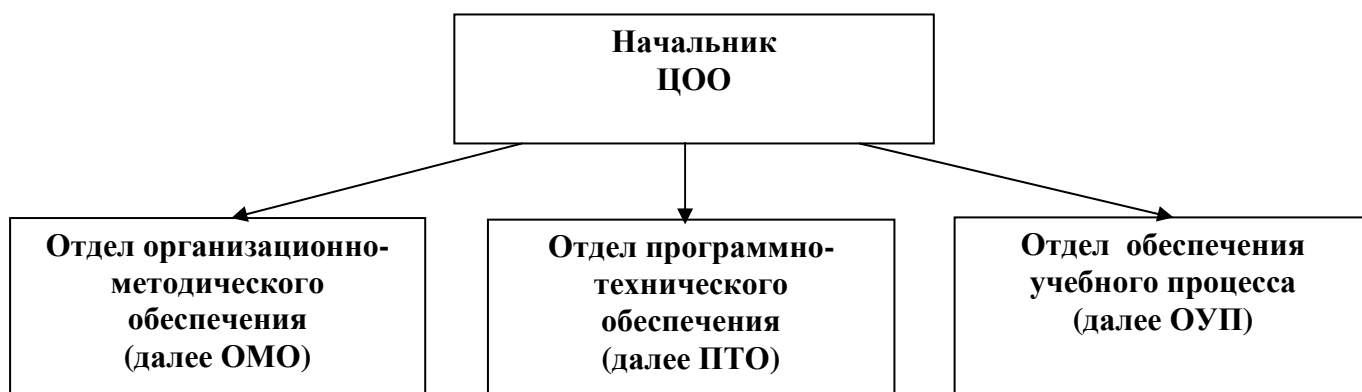 Начальник
ЦОО
Отдел организационно-
методического
обеспечения
(далее ОМО)
Отдел программно-
технического
обеспечения
(далее ПТО)
Отдел обеспечения
учебного процесса
(далее ОУП)